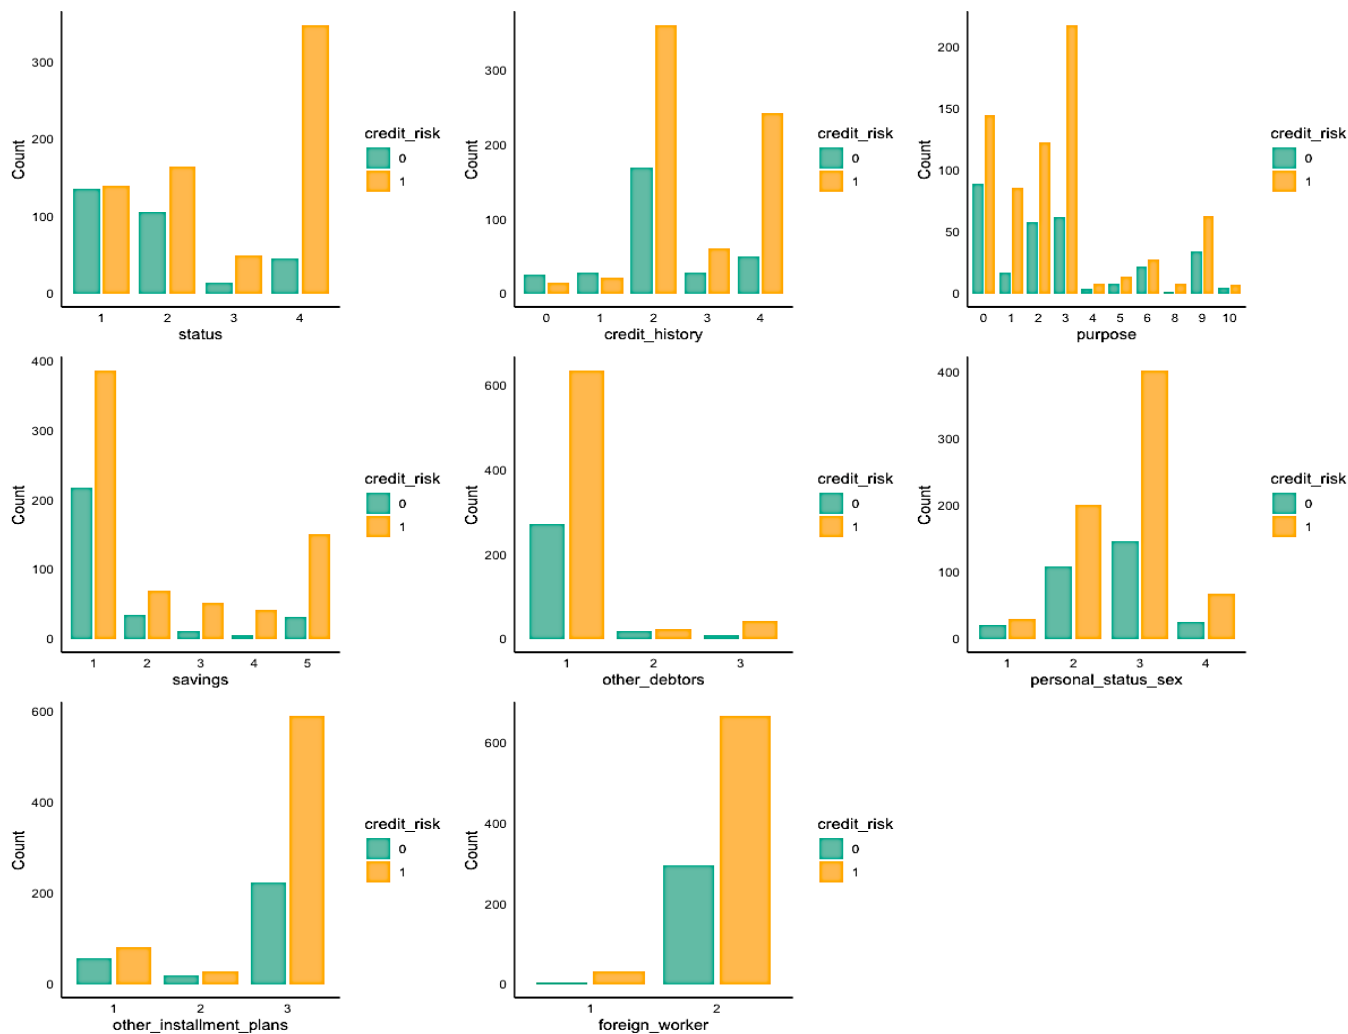 300
200
100
0
Count
1 2 3 4
status
credit_risk
0
1
300
200
100
0
Count
0 1 2 3 4
credit_history
credit_risk
0
1
200
150
100
50
0
Count
0 1 2 3 4 5 6 8 9 10
purpose
credit_risk
0
1
400
300
200
100
0
Count
1 2 3 4 5
savings
credit_risk
0
1
600
400
200
0
Count
1 2 3
other_debtors
credit_risk
0
1
400
300
200
100
0
Count
1 2 3 4
personal_status_sex
credit_risk
0
1
600
400
200
0
Count
1 2 3
other_installment_plans
credit_risk
0
1
600
400
200
0
Count
1 2
foreign_worker
credit_risk
0
1